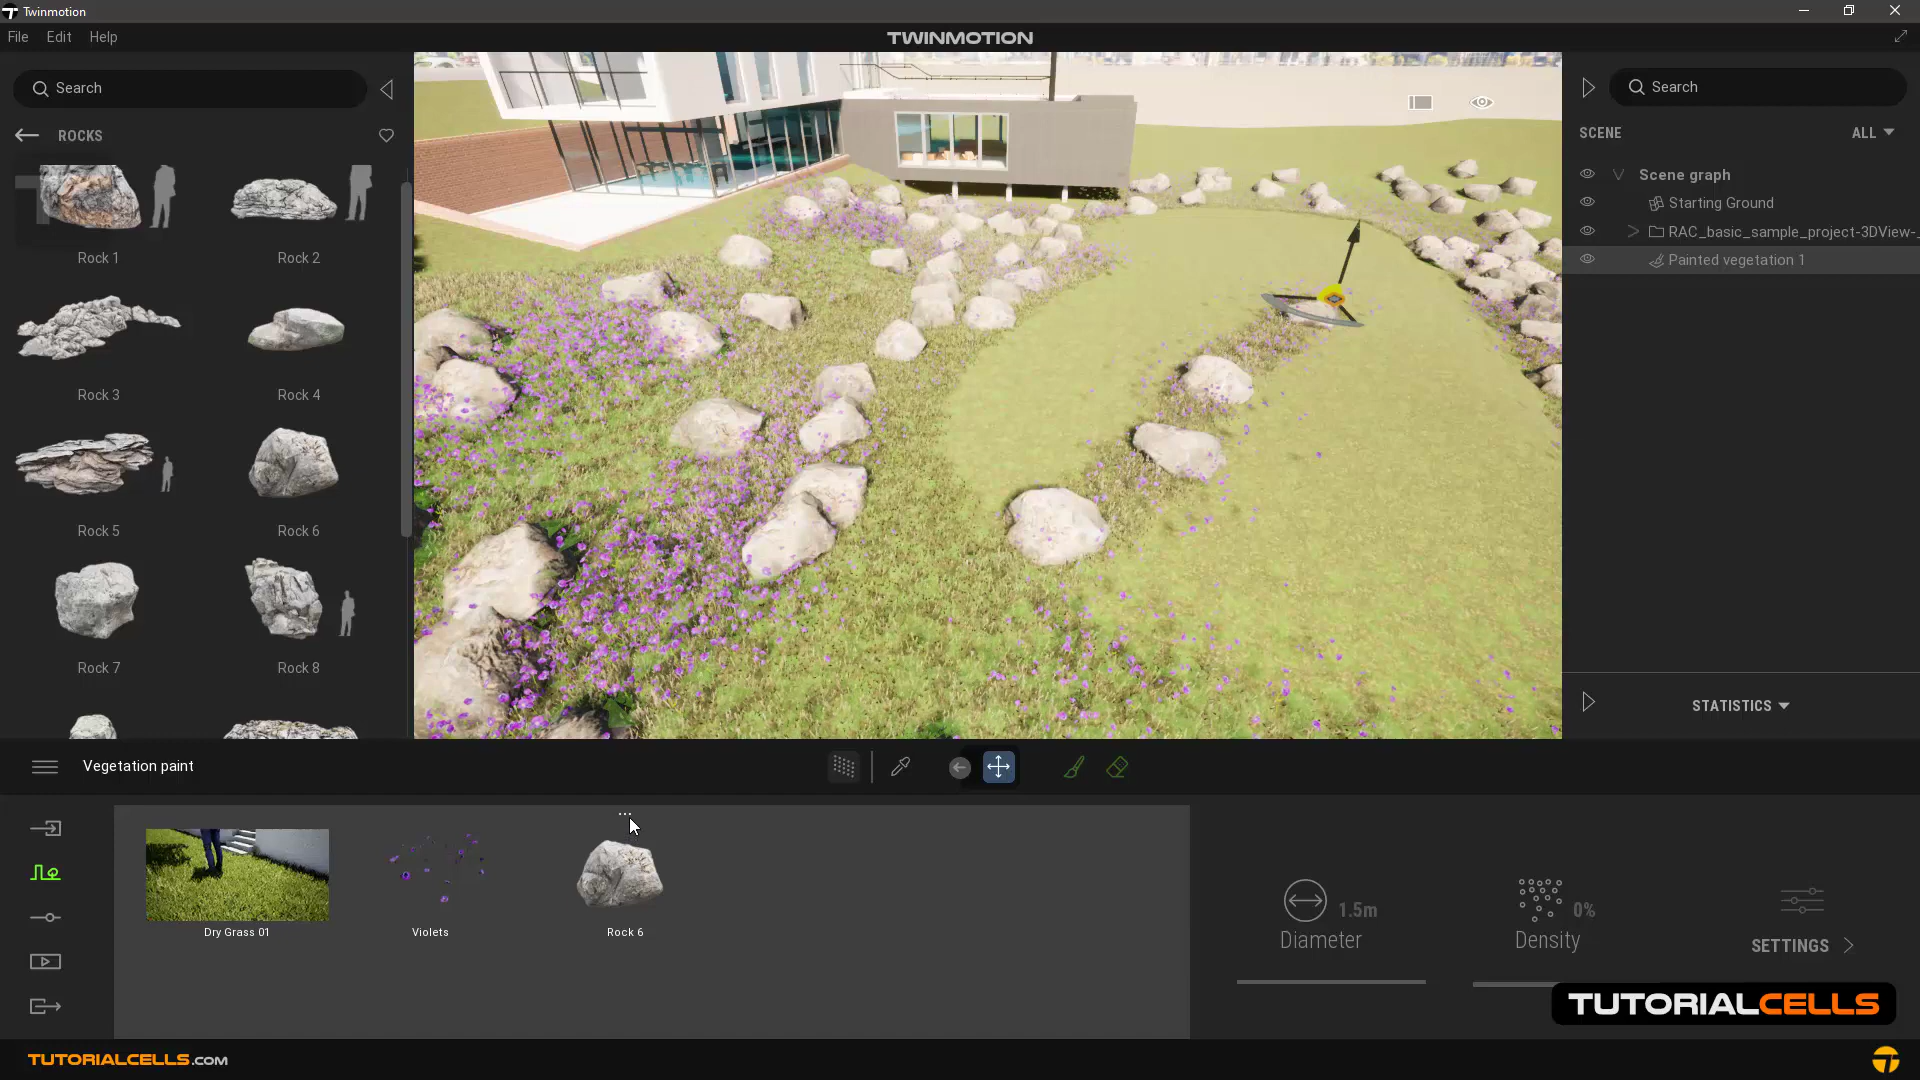 Twinmotion
File Edit Help
TWINMOTION
Search
ROCKS
Rock 1
Rock 2
Rock 3
Rock 4
Rock 5
Rock 6
Rock 7
Rock 8
Search
SCENE
ALL
Scene graph
Starting Ground
RAC_basic_sample_project-3DView-_
Painted vegetation 1
STATISTICS
Vegetation paint
Dry Grass 01
Violets
Rock 6
1.5m
Diameter
0%
Density
SETTINGS
TUTORIALCELLS
TUTORIALCELLS.COM